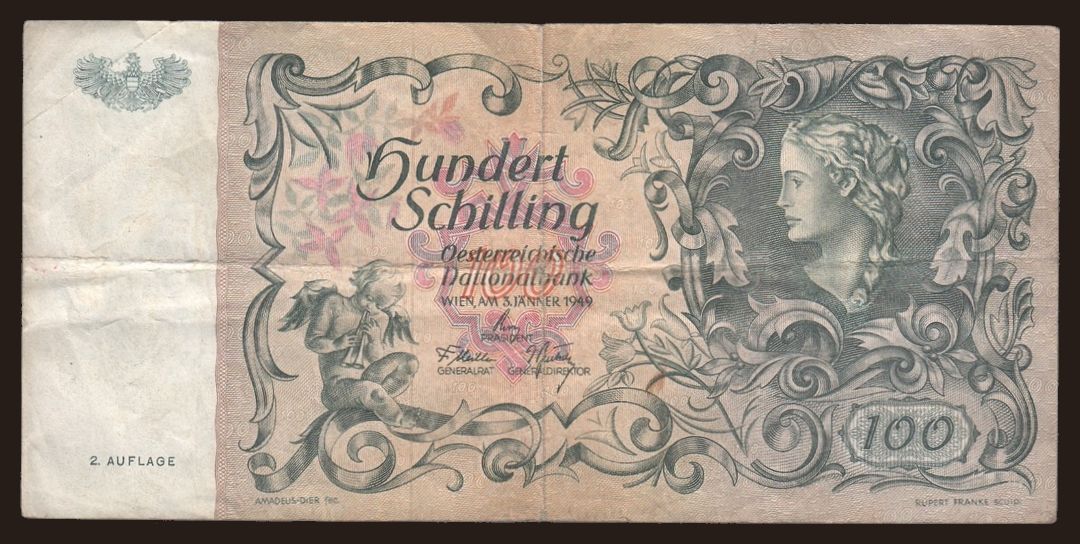 Hundert
Schilling
100
Oesterreichische
Nationalbank
WIEN, AM 3. JÄNNER 1949
PRÄSIDENT
GENERALRAT GENERALDIREKTOR
100
2. AUFLAGE
AMADEUS-DIER fec.
RUPERT FRANKE SCULP.